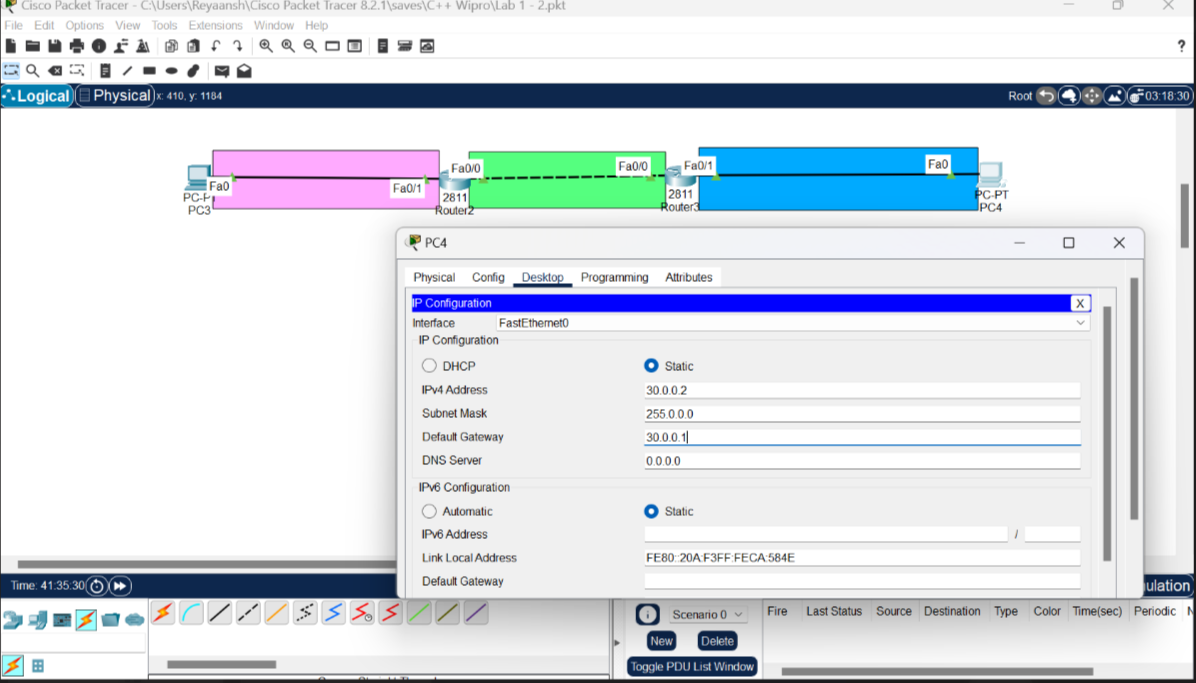 Cisco Packet Tracer - C:\Users\Reyaansh\Cisco Packet Tracer 8.2.1\saves\C++ Wipro\Lab 1 - 2.pkt
File Edit Options View Tools Extensions Window Help
?
Logical Physical x: 410, y: 1184 Root 03:18:30
Fa0/0 Fa0/0 Fa0/1 Fa0
Fa0 Fa0/1
PC-P 2811 2811 PC-PT
PC3 Router2 Router3 PC4
PC4
Physical Config Desktop Programming Attributes
IP Configuration X
Interface FastEthernet0
IP Configuration
DHCP Static
IPv4 Address 30.0.0.2
Subnet Mask 255.0.0.0
Default Gateway 30.0.0.1
DNS Server 0.0.0.0
IPv6 Configuration
Automatic Static
IPv6 Address /
Link Local Address FE80::20A:F3FF:FECA:584E
Default Gateway
Time: 41:35:30 ulation
Scenario 0 Fire Last Status Source Destination Type Color Time(sec) Periodic N
New Delete
Toggle PDU List Window